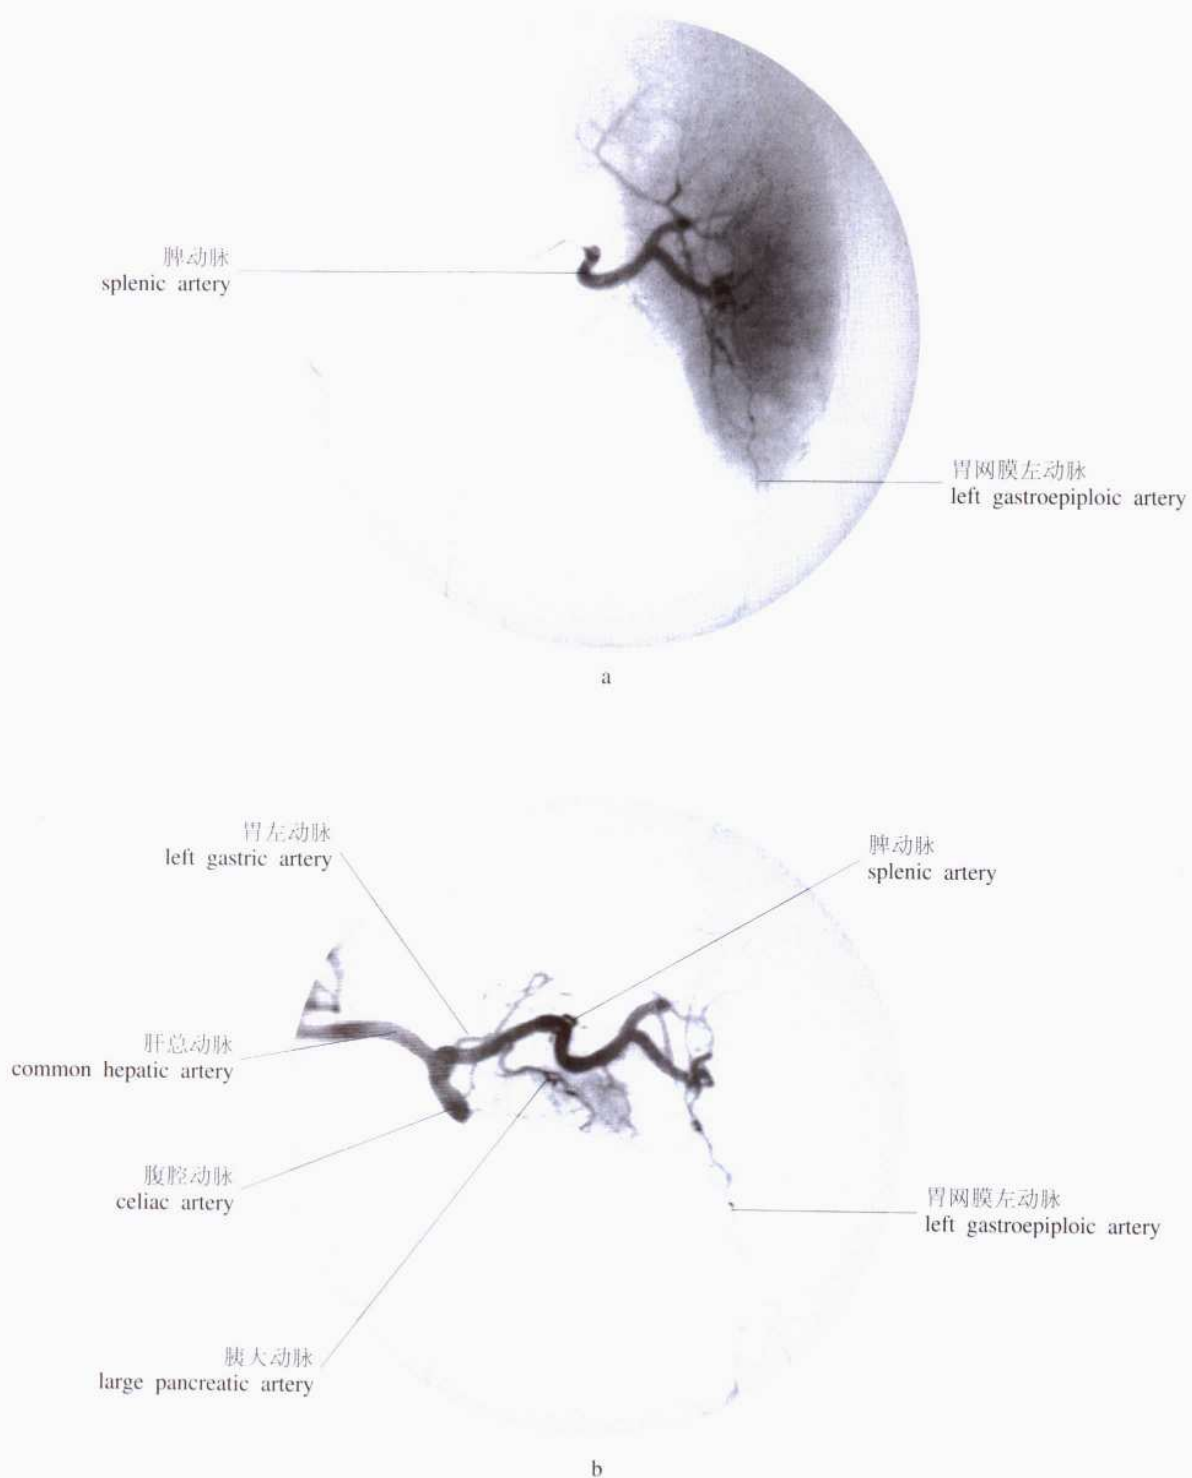 脾动脉
splenic artery
胃网膜左动脉
left gastroepiploic artery
a
胃左动脉
left gastric artery
脾动脉
splenic artery
肝总动脉
common hepatic artery
腹腔动脉
celiac artery
胃网膜左动脉
left gastroepiploic artery
胰大动脉
large pancreatic artery
b